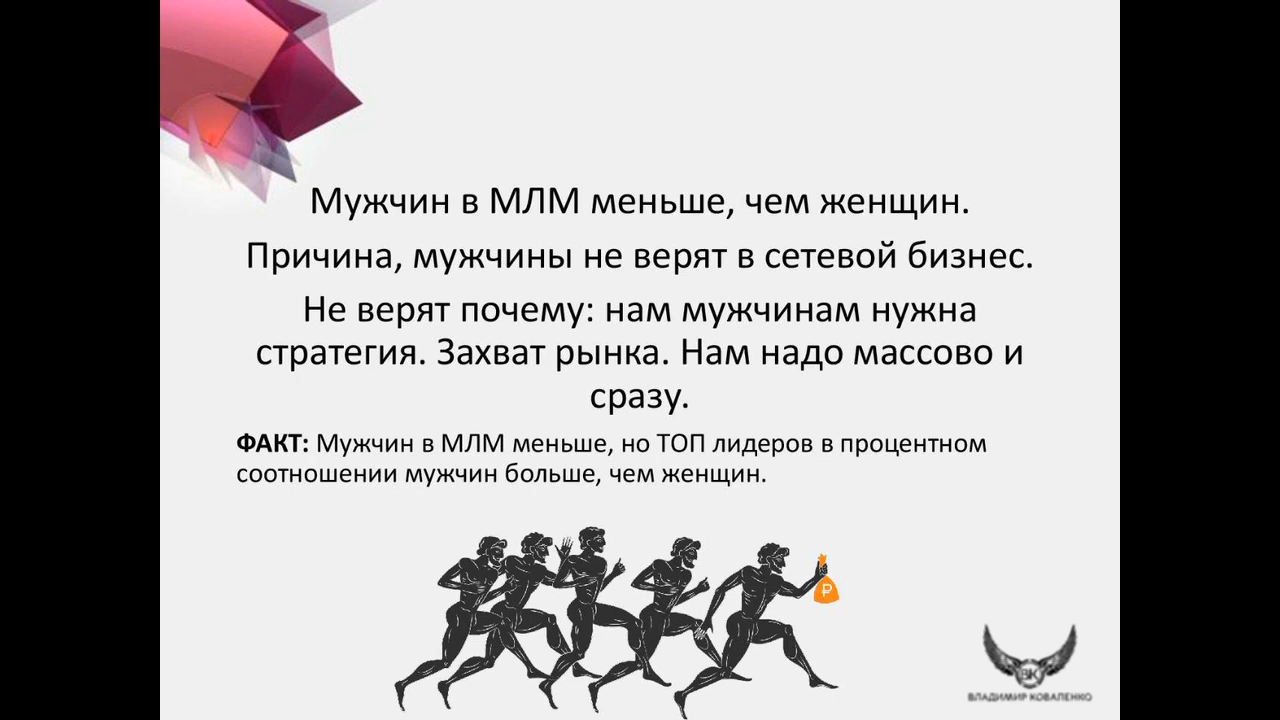 Мужчин в МЛМ меньше, чем женщин.
Причина, мужчины не верят в сетевой бизнес.
Не верят почему: нам мужчинам нужна
стратегия. Захват рынка. Нам надо массово и
сразу.
ФАКТ: Мужчин в МЛМ меньше, но ТОП лидеров в процентном
соотношении мужчин больше, чем женщин.
₽
ВК
ВЛАДИМИР КОВАЛЕНКО